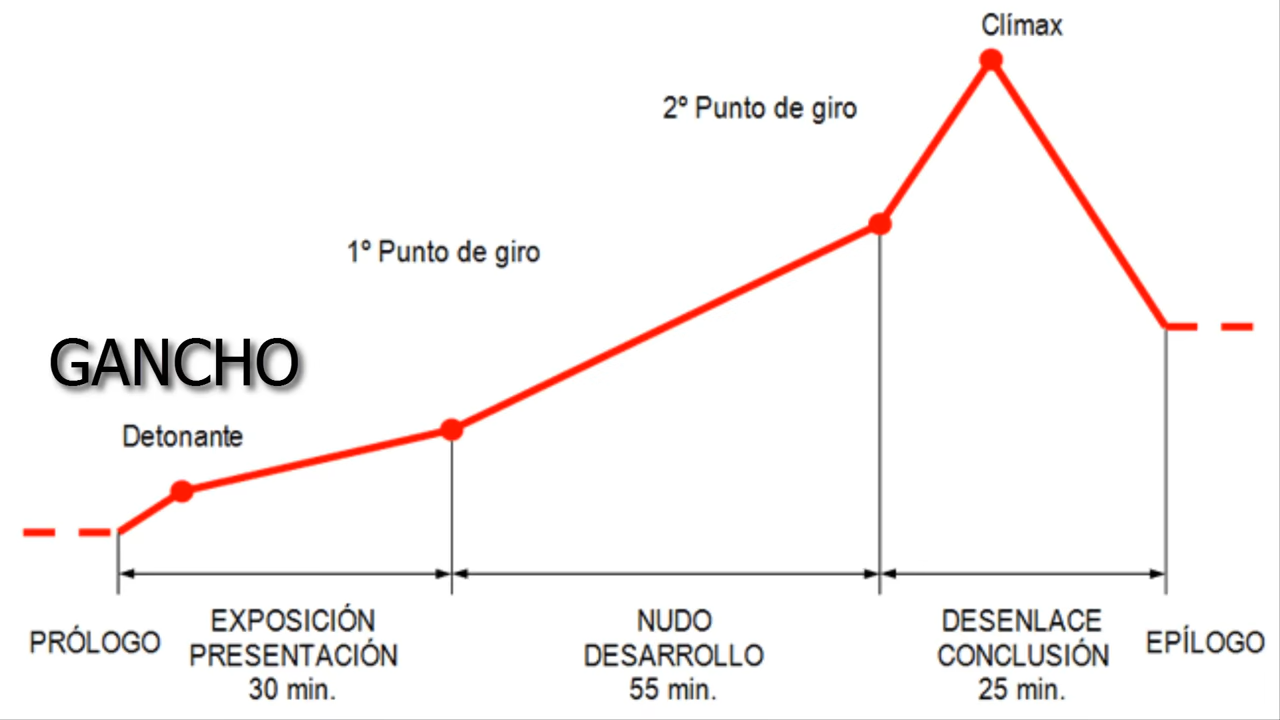 Clímax
2º Punto de giro
1º Punto de giro
GANCHO
Detonante
PRÓLOGO
EXPOSICIÓN
PRESENTACIÓN
30 min.
NUDO
DESARROLLO
55 min.
DESENLACE
CONCLUSIÓN
25 min.
EPÍLOGO